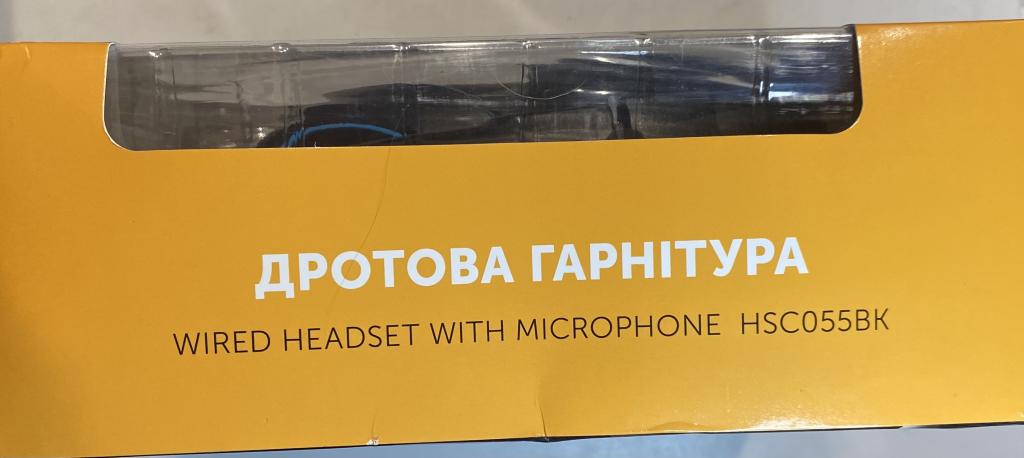 ДРОТОВА ГАРНІТУРА
WIRED HEADSET WITH MICROPHONE HSC055BK